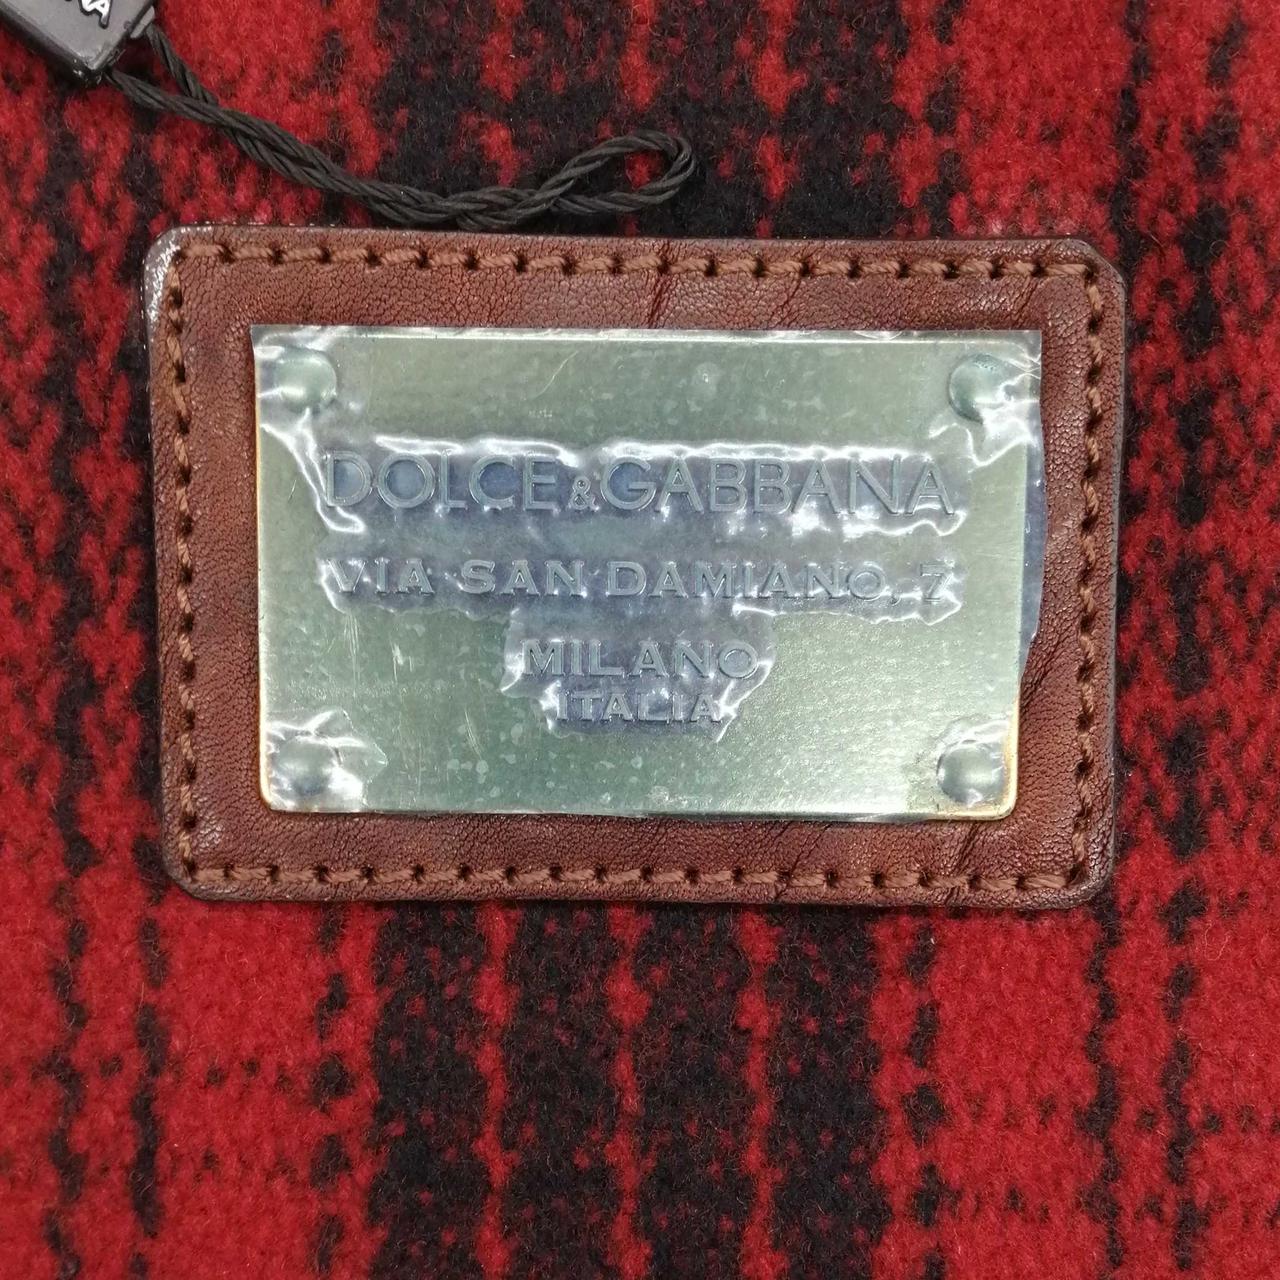 DOLCE&GABBANA
VIA SAN DAMIANO, 7
MILANO
ITALIA